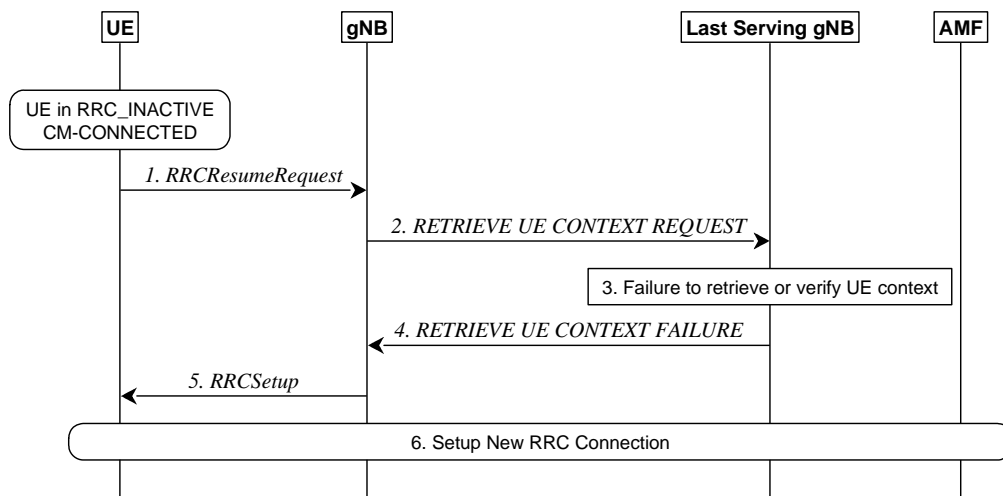 UE
gNB
Last Serving gNB
AMF
UE in RRC_INACTIVE
CM-CONNECTED
1. RRCResumeRequest
2. RETRIEVE UE CONTEXT REQUEST
3. Failure to retrieve or verify UE context
4. RETRIEVE UE CONTEXT FAILURE
5. RRCSetup
6. Setup New RRC Connection